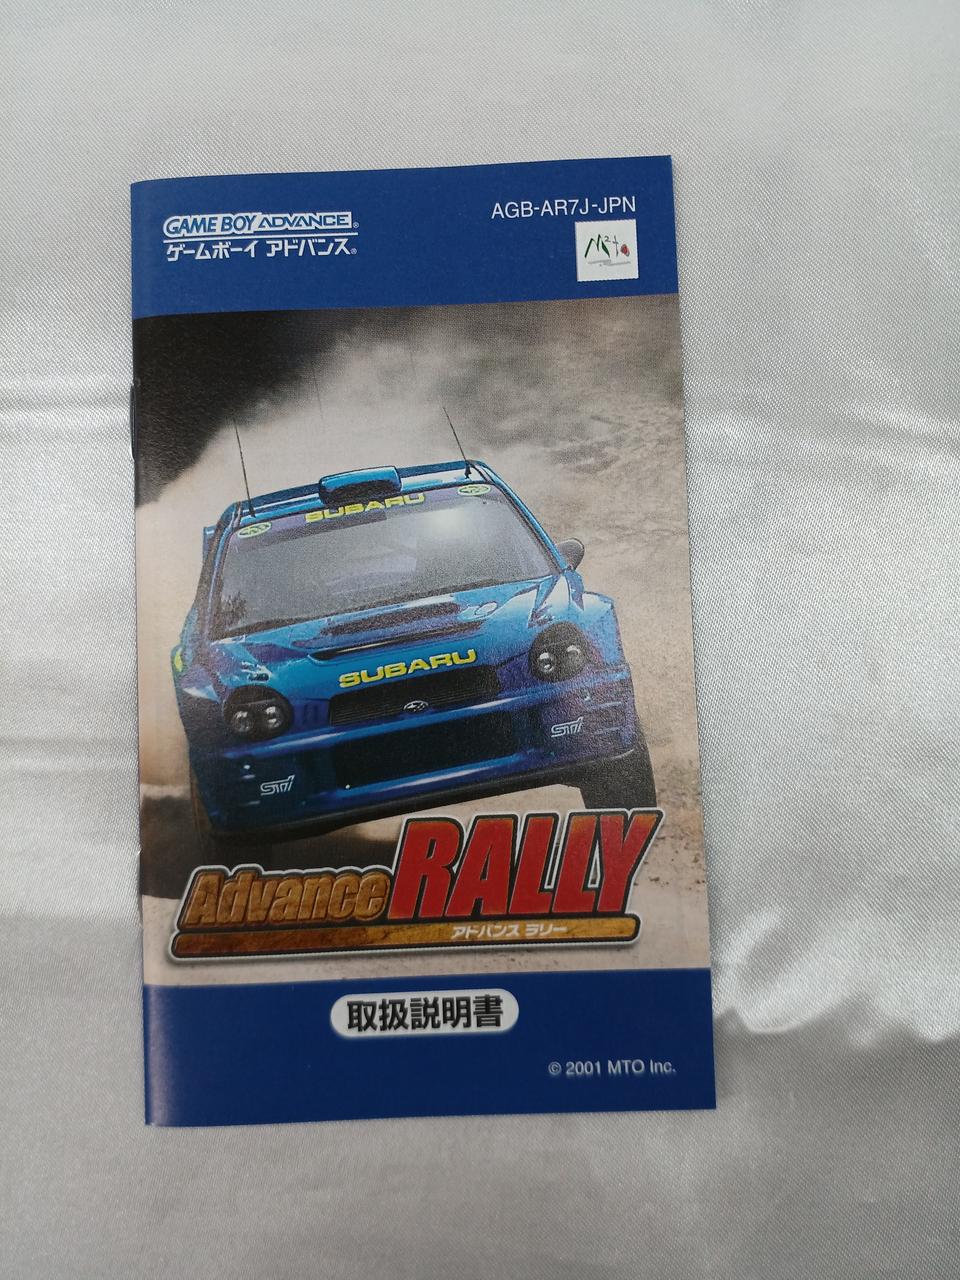 GAME BOY ADVANCE®
ゲームボーイ アドバンス®
AGB-AR7J-JPN
SUBARU
SUBARU
STi
STi
Advance RALLY
アドバンス ラリー
取扱説明書
© 2001 MTO Inc.